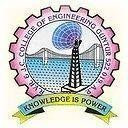 R.V.R. & J.C. COLLEGE OF ENGINEERING GUNTUR
KNOWLEDGE IS POWER